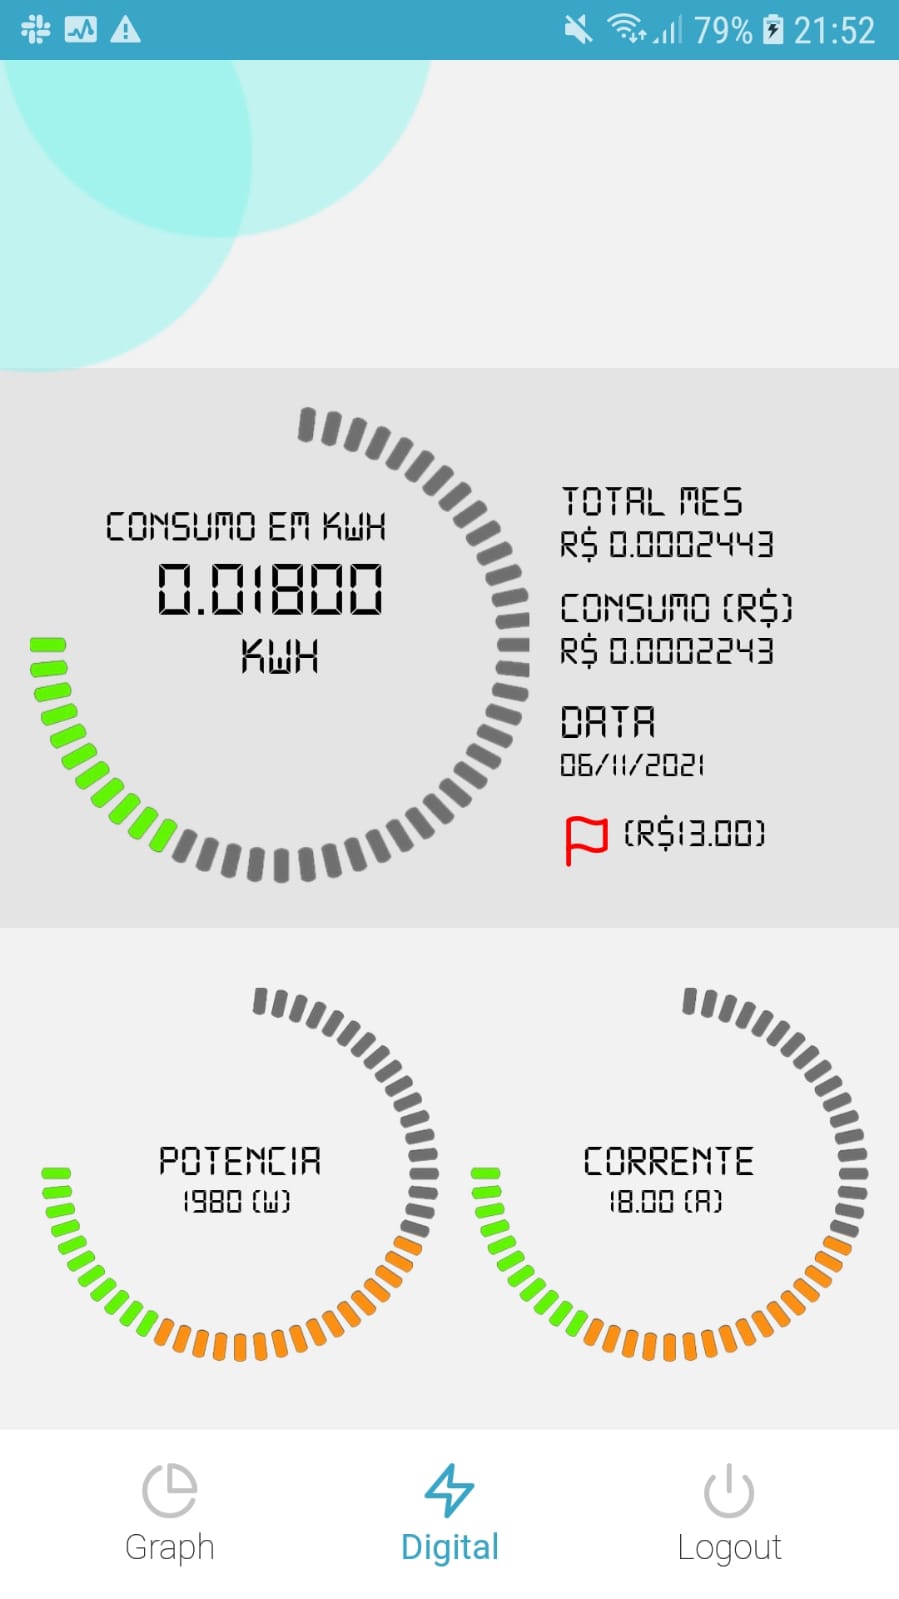 79% 21:52
CONSUMO EM KWH
0.01800
KWH
TOTAL MES
R$ 0.0002443
CONSUMO (R$)
R$ 0.0002243
DATA
06/11/2021
(R$13.00)
POTENCIA
1980 (W)
CORRENTE
18.00 (A)
Graph
Digital
Logout